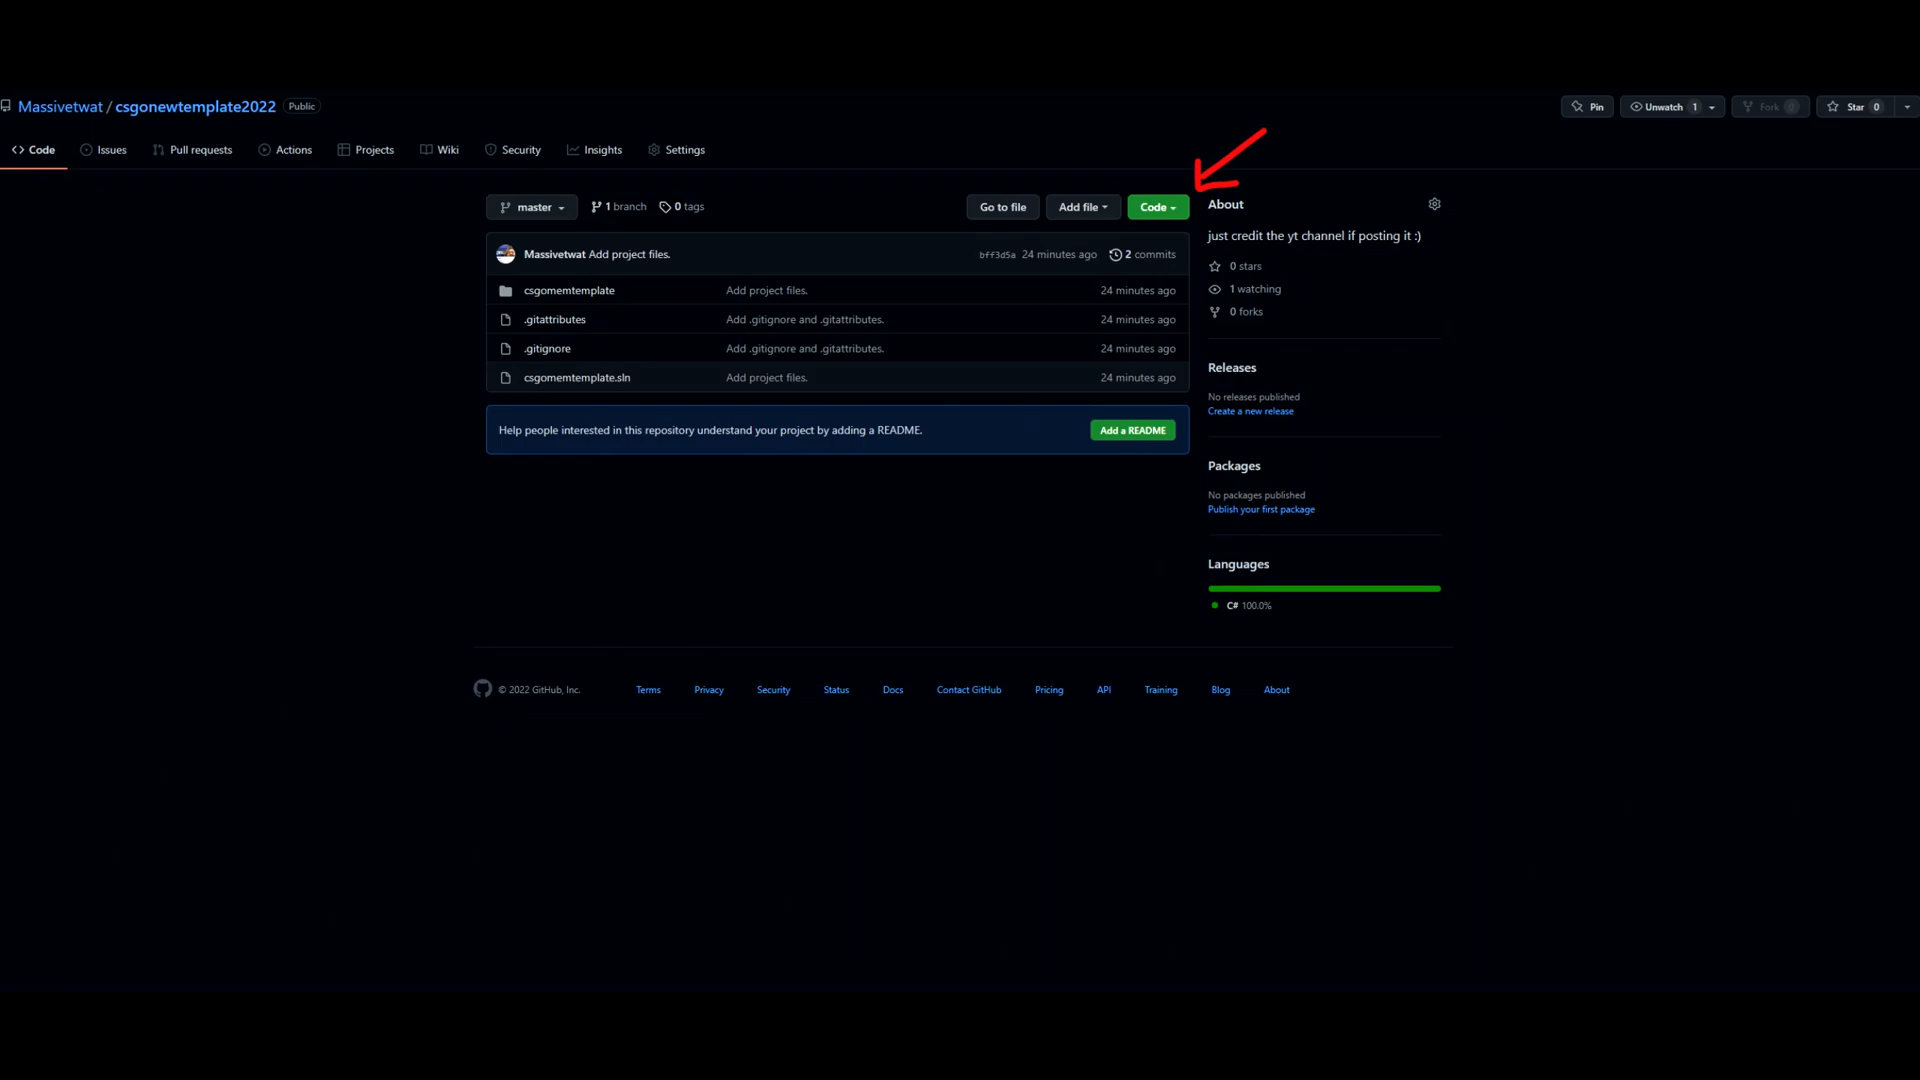 Massivetwat / csgonewtemplate2022 Public
Pin
Unwatch 1
Fork 0
Star 0
Code
Issues
Pull requests
Actions
Projects
Wiki
Security
Insights
Settings
master
1 branch
0 tags
Go to file
Add file
Code
Massivetwat Add project files.
bff3d5a 24 minutes ago
2 commits
csgomemtemplate Add project files. 24 minutes ago
.gitattributes Add .gitignore and .gitattributes. 24 minutes ago
.gitignore Add .gitignore and .gitattributes. 24 minutes ago
csgomemtemplate.sln Add project files. 24 minutes ago
Help people interested in this repository understand your project by adding a README.
Add a README
About
just credit the yt channel if posting it :)
0 stars
1 watching
0 forks
Releases
No releases published
Create a new release
Packages
No packages published
Publish your first package
Languages
C# 100.0%
© 2022 GitHub, Inc.
Terms
Privacy
Security
Status
Docs
Contact GitHub
Pricing
API
Training
Blog
About